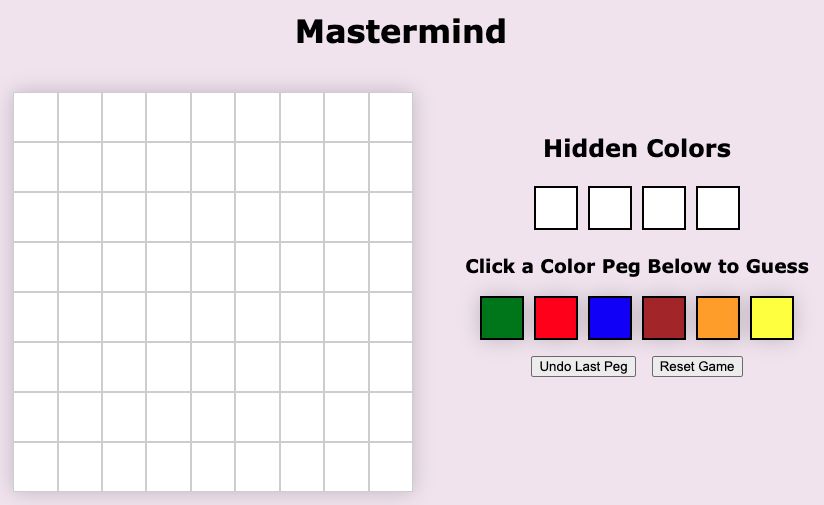 Mastermind
Hidden Colors
Click a Color Peg Below to Guess
Undo Last Peg
Reset Game